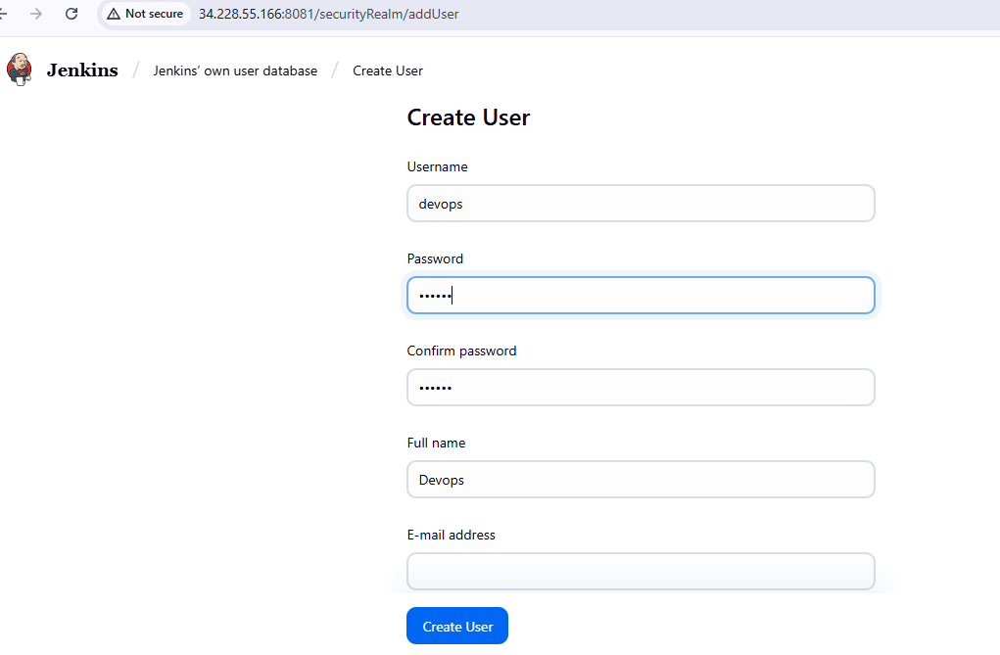 Not secure 34.228.55.166:8081/securityRealm/addUser
Jenkins / Jenkins’ own user database / Create User
Create User
Username
devops
Password
••••••
Confirm password
••••••
Full name
Devops
E-mail address
Create User